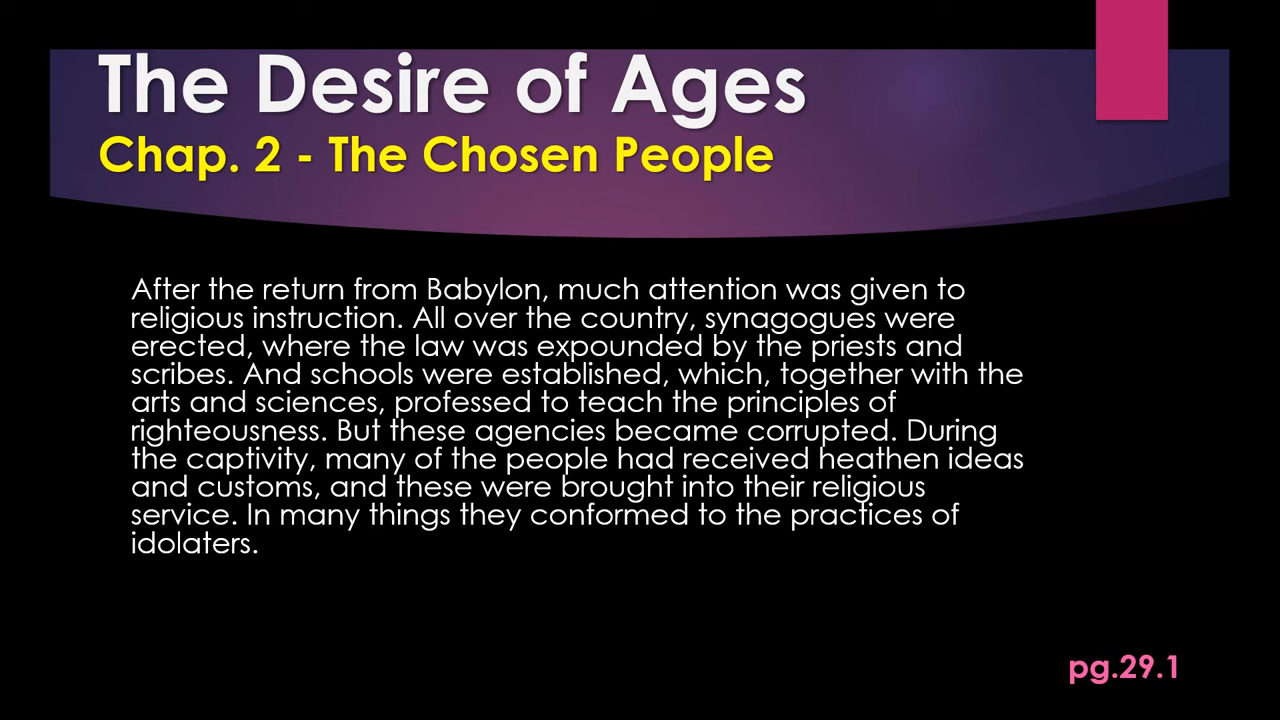 The Desire of Ages
Chap. 2 - The Chosen People
After the return from Babylon, much attention was given to
religious instruction. All over the country, synagogues were
erected, where the law was expounded by the priests and
scribes. And schools were established, which, together with the
arts and sciences, professed to teach the principles of
righteousness. But these agencies became corrupted. During
the captivity, many of the people had received heathen ideas
and customs, and these were brought into their religious
service. In many things they conformed to the practices of
idolaters.
pg.29.1